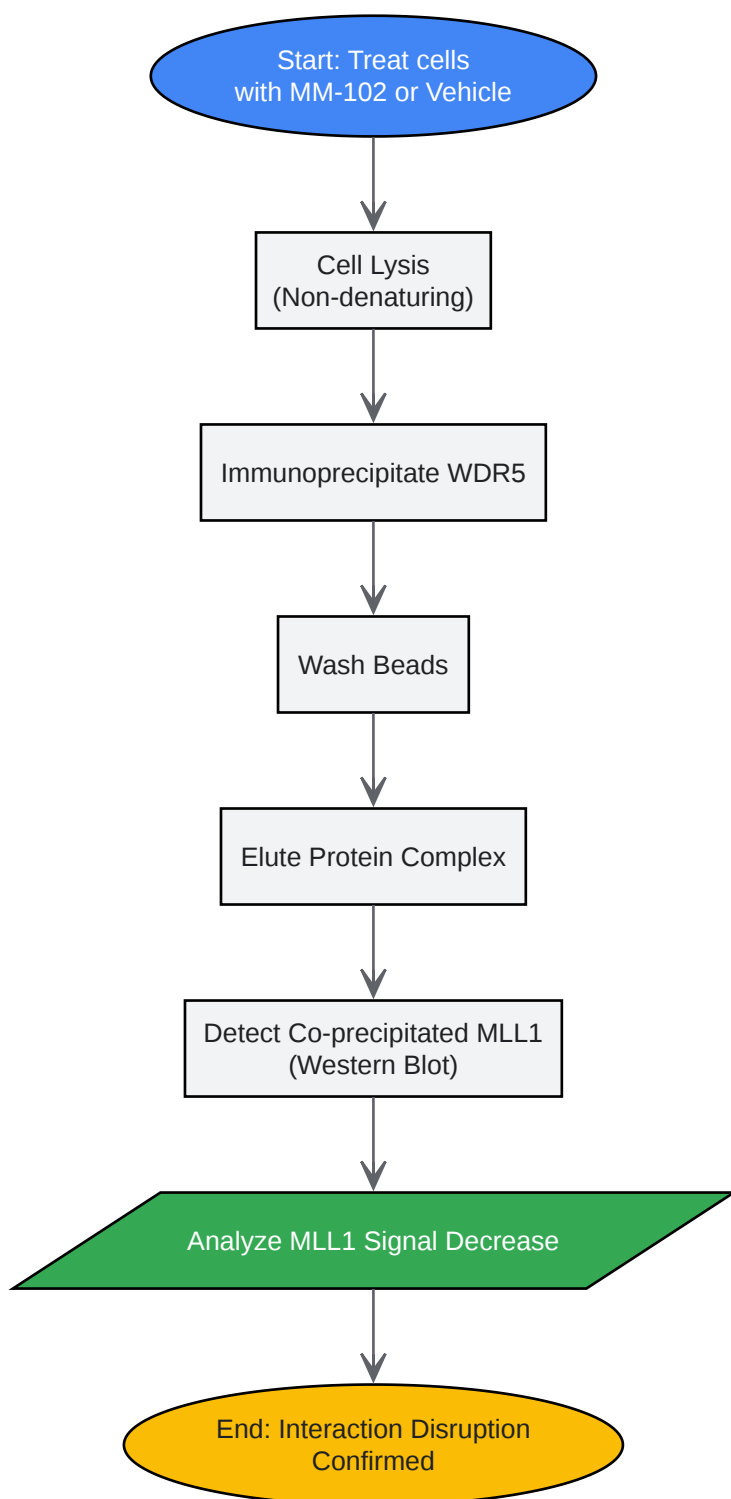 Start: Treat cells
with MM-102 or Vehicle
Cell Lysis
(Non-denaturing)
Immunoprecipitate WDR5
Wash Beads
Elute Protein Complex
Detect Co-precipitated MLL1
(Western Blot)
Analyze MLL1 Signal Decrease
End: Interaction Disruption
Confirmed